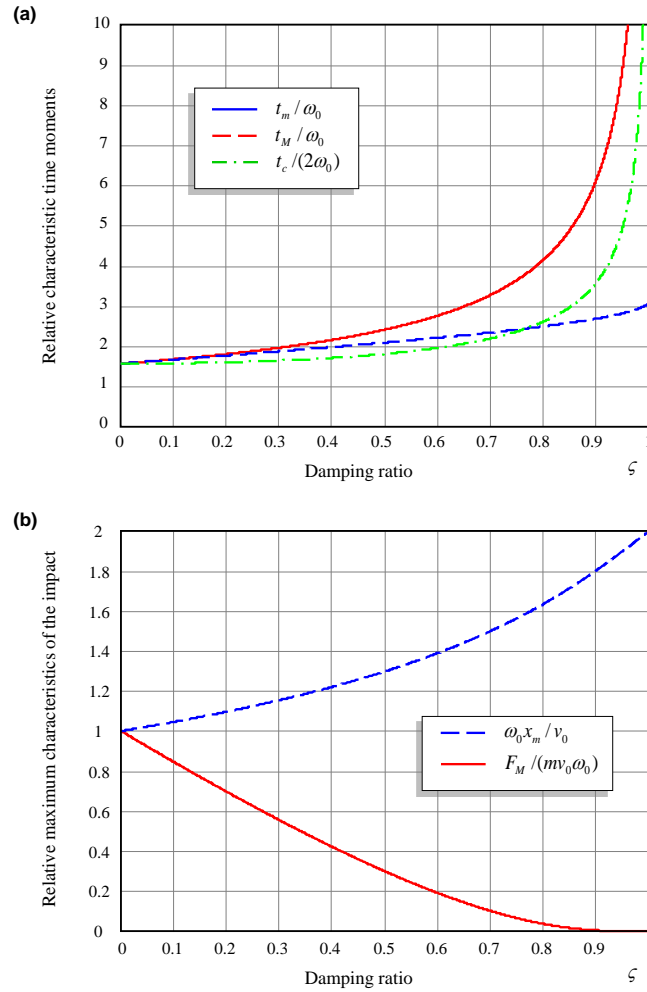 (a)
Relative characteristic time moments
10
9
8
7
6
5
4
3
2
1
0
t_m / ω_0
t_M / ω_0
t_c / (2ω_0)
0 0.1 0.2 0.3 0.4 0.5 0.6 0.7 0.8 0.9 1
Damping ratio ς
(b)
Relative maximum characteristics of the impact
2
1.8
1.6
1.4
1.2
1
0.8
0.6
0.4
0.2
0
ω_0 x_m / v_0
F_M / (mv_0 ω_0)
0 0.1 0.2 0.3 0.4 0.5 0.6 0.7 0.8 0.9
Damping ratio ς